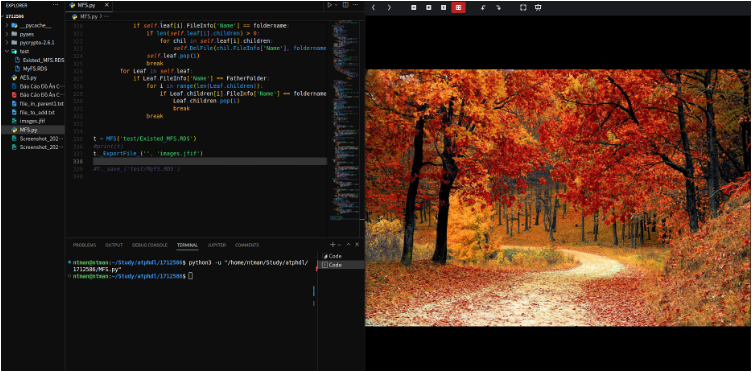 EXPLORER
1712586
__pycache__
pyaes
pycrypto-2.6.1
test
Existed_MFS.RDS
MyFS.RDS
AES.py
Báo Cáo Đồ Án C...
Báo Cáo Đồ Án C...
file_in_parent1.txt
file_to_add.txt
images.jfif
MFS.py
Screenshot_202...
Screenshot_202...
MFS.py
MFS.py > ...
if self.leaf[i].FileInfo['Name'] == foldername:
if len(self.leaf[i].children) > 0:
for chil in self.leaf[i].children:
self.DelFile(chil.FileInfo['Name'], foldername
self.leaf.pop(i)
break
for Leaf in self.leaf:
if Leaf.FileInfo['Name'] == FatherFolder:
for i in range(len(Leaf.children)):
if Leaf.children[i].FileInfo['Name'] == foldername
Leaf.children.pop(i)
break
break
t = MFS('test/Existed_MFS.RDS')
#print(t)
t._ExportFile_('', 'images.jfif')
#t._save_('test/MyFS.RDS')
PROBLEMS OUTPUT DEBUG CONSOLE TERMINAL JUPYTER COMMENTS
ntman@ntman:~/Study/atphdl/1712586$ python3 -u "/home/ntman/Study/atphdl/
1712586/MFS.py"
ntman@ntman:~/Study/atphdl/1712586$
Code
Code